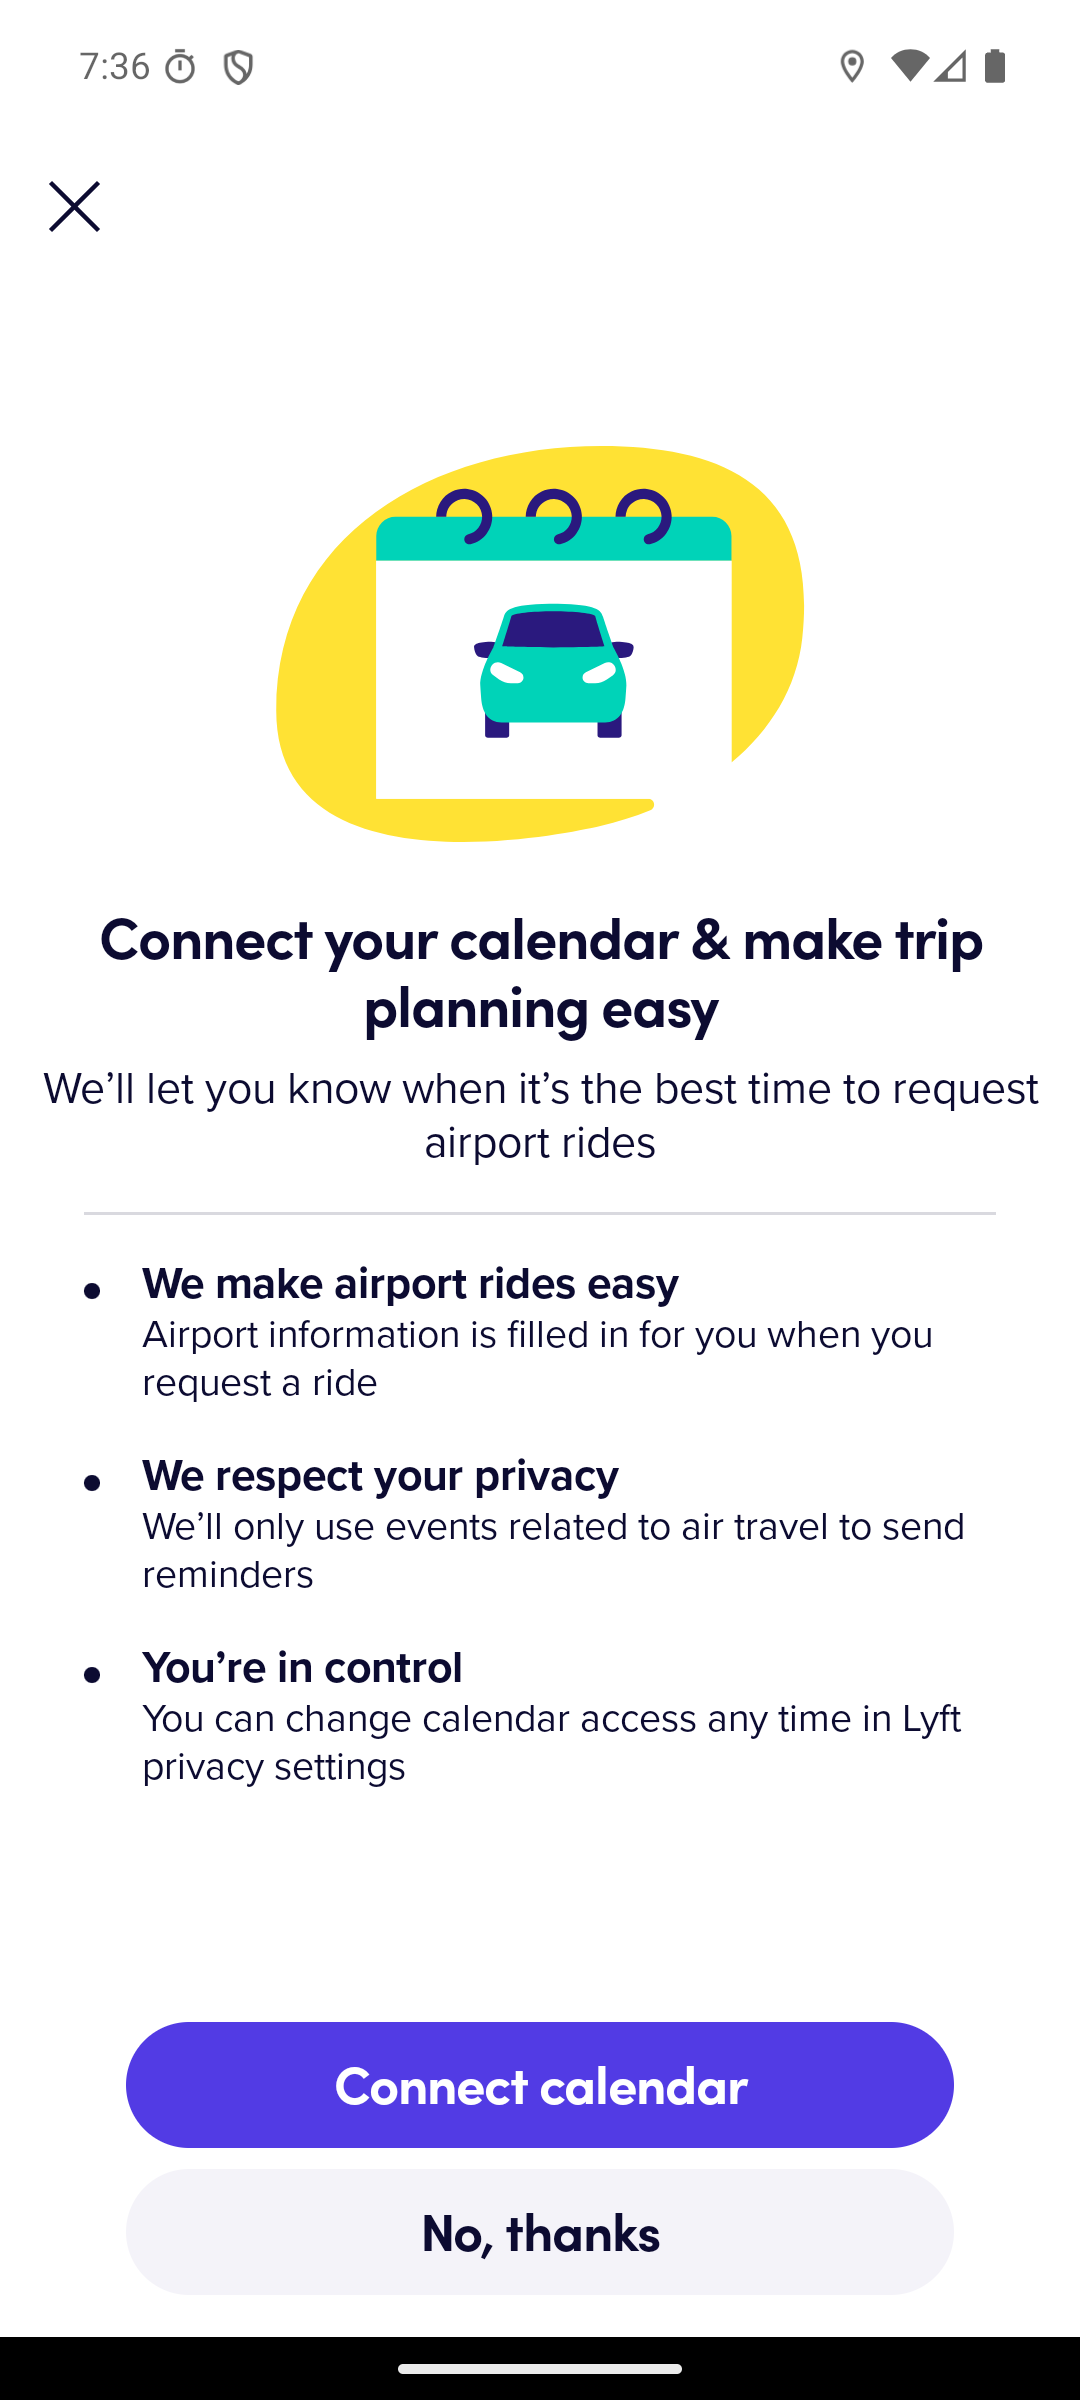 7:36
Connect your calendar & make trip
planning easy
We’ll let you know when it’s the best time to request
airport rides
We make airport rides easy
Airport information is filled in for you when you
request a ride
We respect your privacy
We’ll only use events related to air travel to send
reminders
You’re in control
You can change calendar access any time in Lyft
privacy settings
Connect calendar
No, thanks